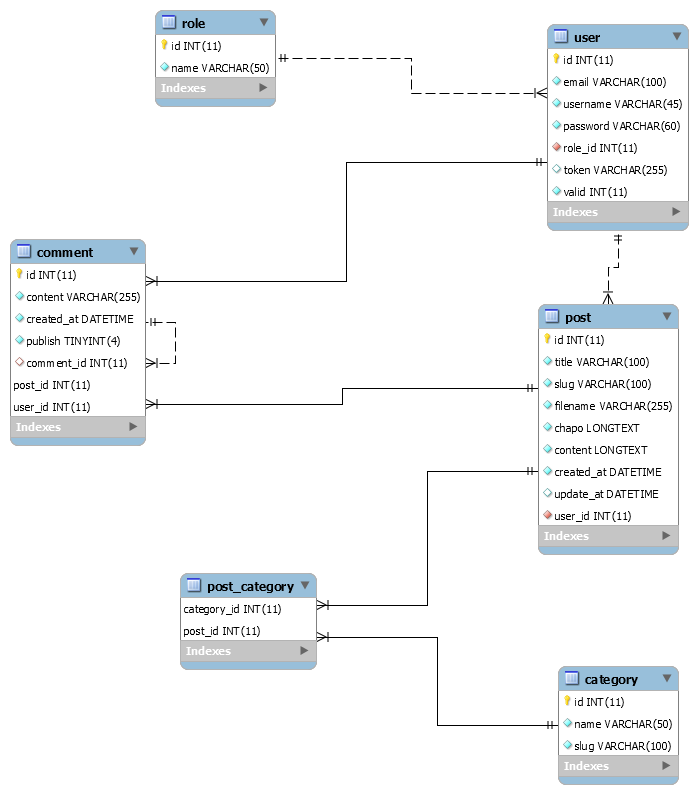 role
id INT(11)
name VARCHAR(50)
Indexes
user
id INT(11)
email VARCHAR(100)
username VARCHAR(45)
password VARCHAR(60)
role_id INT(11)
token VARCHAR(255)
valid INT(11)
Indexes
comment
id INT(11)
content VARCHAR(255)
created_at DATETIME
publish TINYINT(4)
comment_id INT(11)
post_id INT(11)
user_id INT(11)
Indexes
post
id INT(11)
title VARCHAR(100)
slug VARCHAR(100)
filename VARCHAR(255)
chapo LONGTEXT
content LONGTEXT
created_at DATETIME
update_at DATETIME
user_id INT(11)
Indexes
post_category
category_id INT(11)
post_id INT(11)
Indexes
category
id INT(11)
name VARCHAR(50)
slug VARCHAR(100)
Indexes